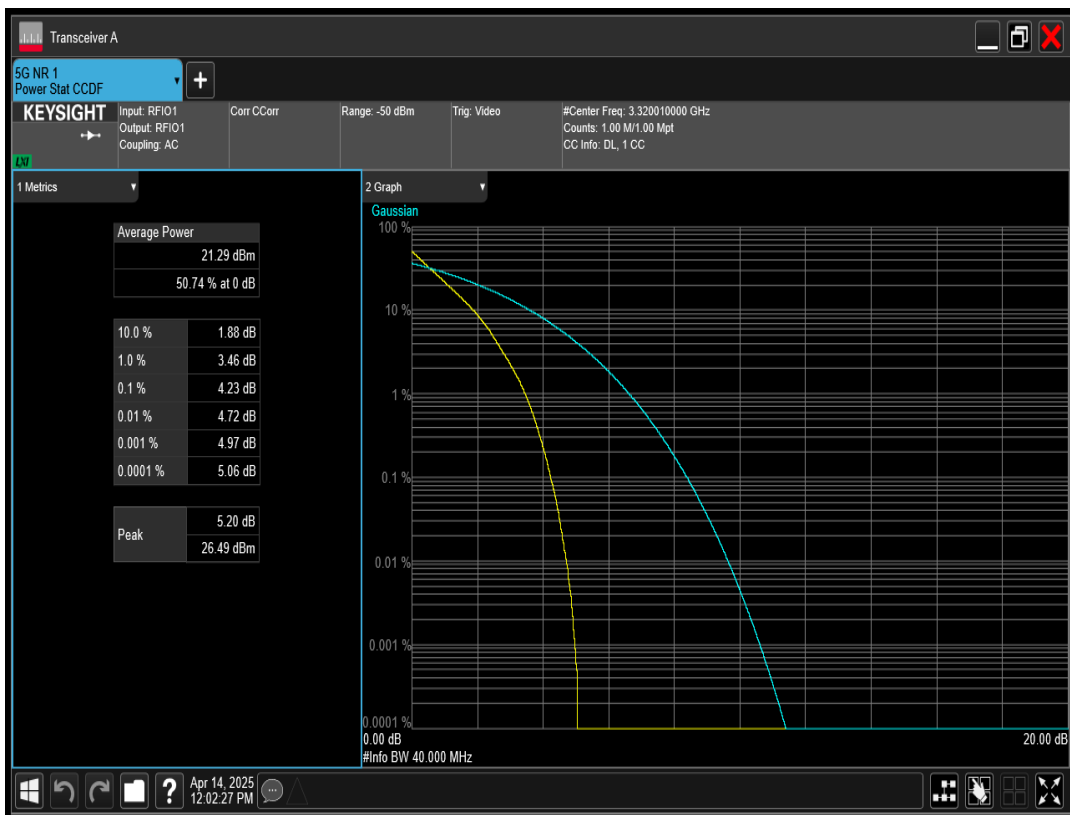 Transceiver A
5G NR 1
Power Stat CCDF
+
KEYSIGHT
LXI
Input: RFIO1
Output: RFIO1
Coupling: AC
Corr CCorr
Range: -50 dBm
Trig: Video
#Center Freq: 3.320010000 GHz
Counts: 1.00 M/1.00 Mpt
CC Info: DL, 1 CC
1 Metrics
Average Power
21.29 dBm
50.74 % at 0 dB
10.0 % 1.88 dB
1.0 % 3.46 dB
0.1 % 4.23 dB
0.01 % 4.72 dB
0.001 % 4.97 dB
0.0001 % 5.06 dB
Peak 5.20 dB
26.49 dBm
2 Graph
Gaussian
100 %
10 %
1 %
0.1 %
0.01 %
0.001 %
0.0001 %
0.00 dB 20.00 dB
#Info BW 40.000 MHz
?
Apr 14, 2025
12:02:27 PM